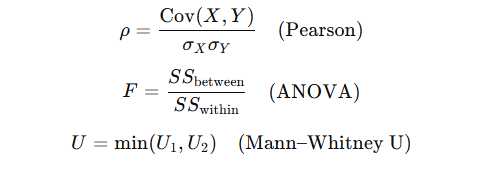 ρ = Cov(X, Y) / σ_X σ_Y (Pearson)
F = SS_between / SS_within (ANOVA)
U = min(U_1, U_2) (Mann–Whitney U)